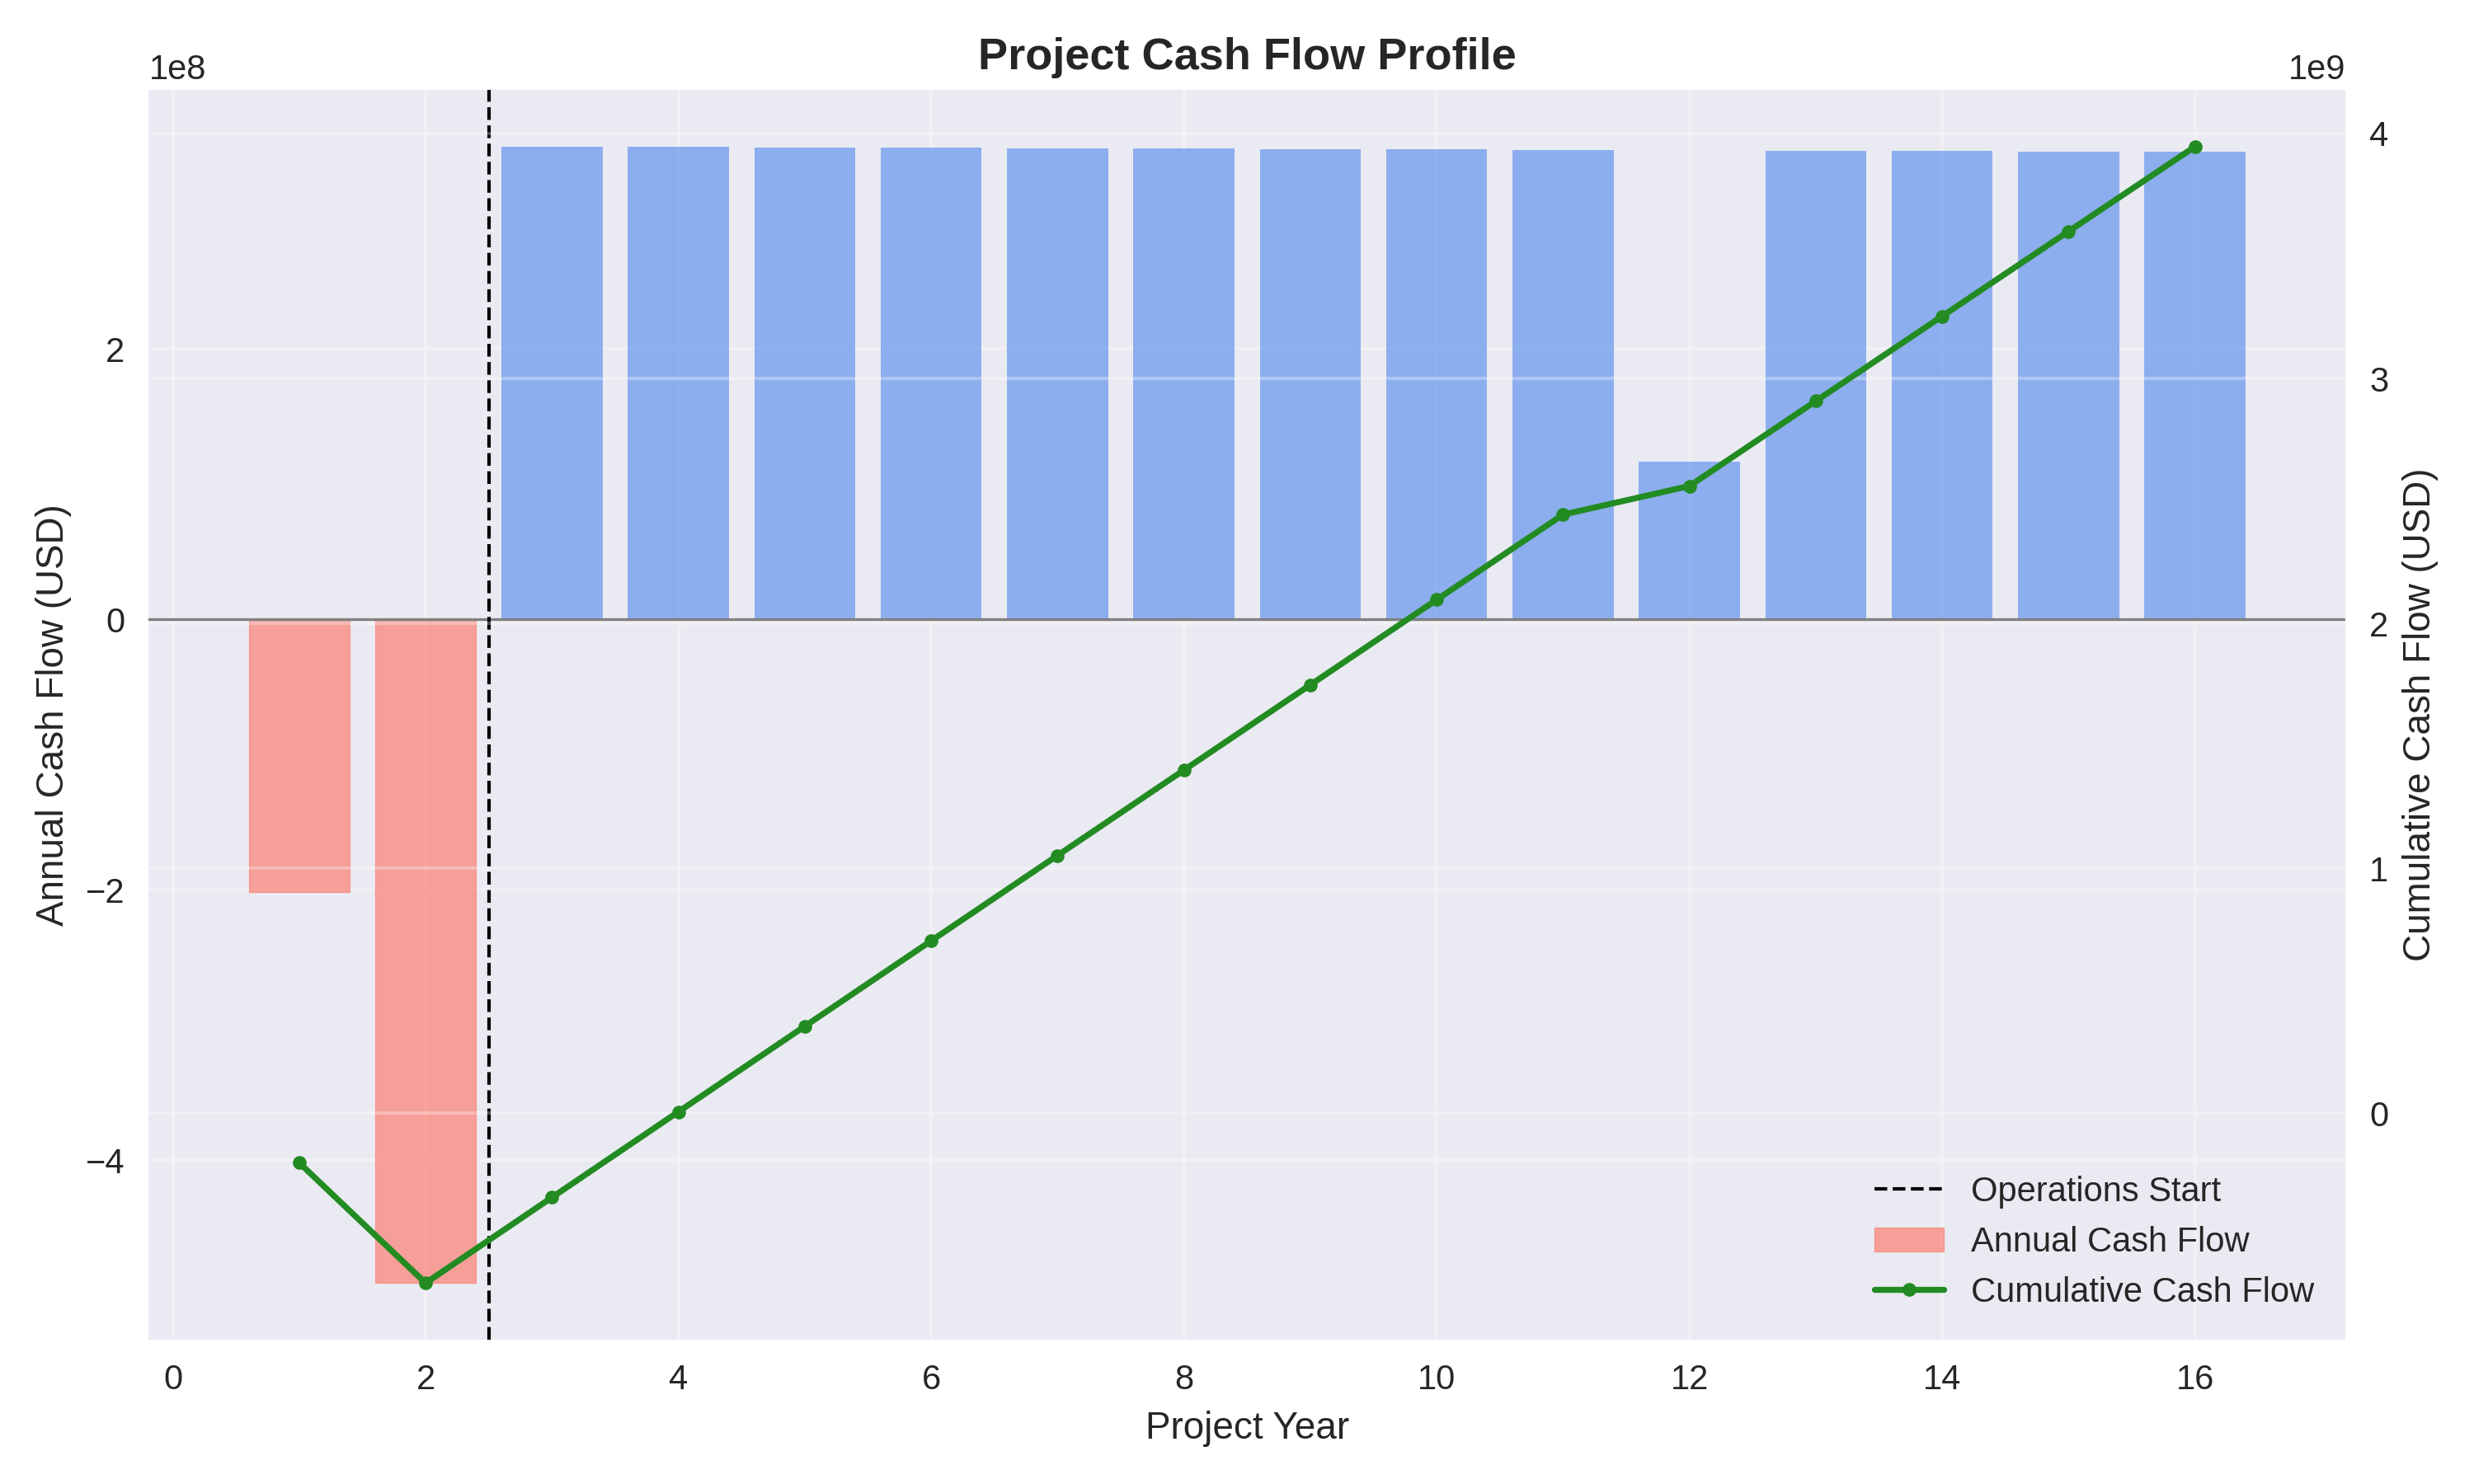 Project Cash Flow Profile
1e8
1e9
Annual Cash Flow (USD)
2
0
−2
−4
4
3
2
1
0
Cumulative Cash Flow (USD)
Operations Start
Annual Cash Flow
Cumulative Cash Flow
0 2 4 6 8 10 12 14 16
Project Year